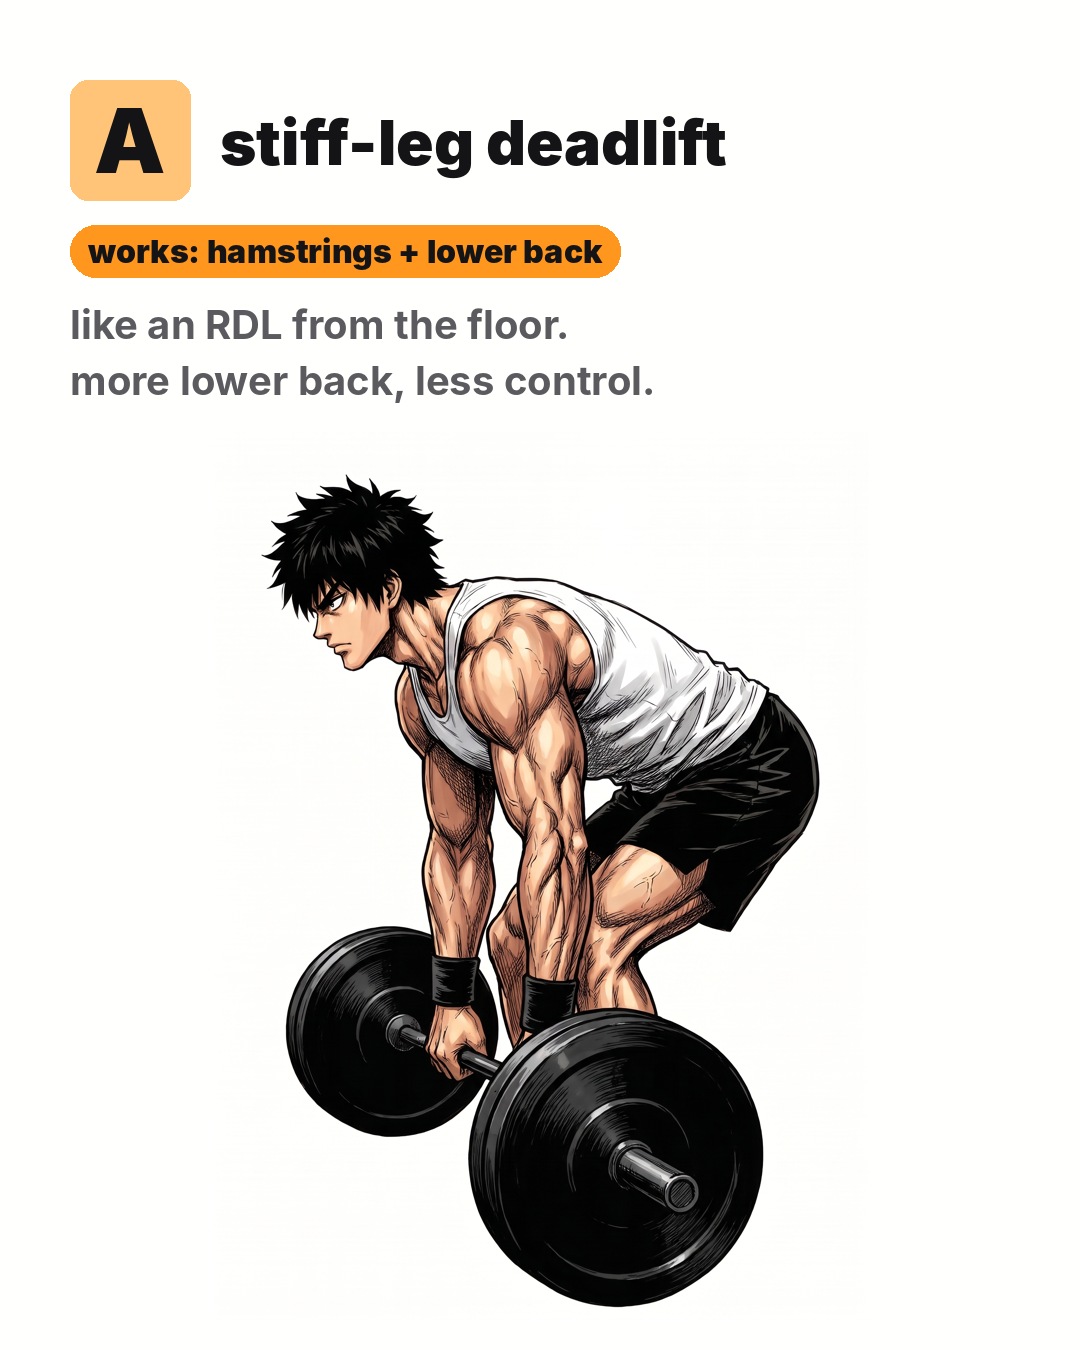 A
stiff-leg deadlift
works: hamstrings + lower back
like an RDL from the floor.
more lower back, less control.